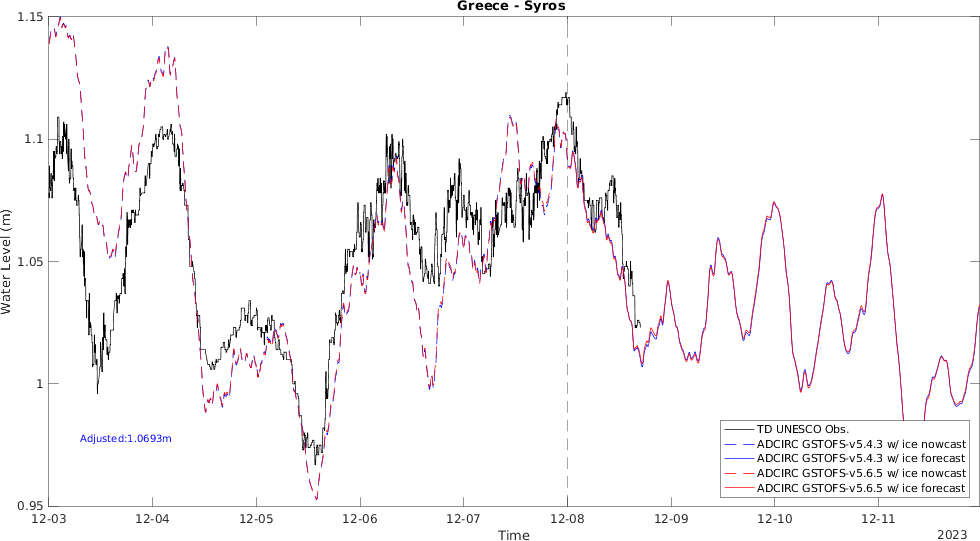 Greece - Syros
1.15
1.1
1.05
1
0.95
Water Level (m)
Adjusted:1.0693m
TD UNESCO Obs.
ADCIRC GSTOFS-v5.4.3 w/ ice nowcast
ADCIRC GSTOFS-v5.4.3 w/ ice forecast
ADCIRC GSTOFS-v5.6.5 w/ ice nowcast
ADCIRC GSTOFS-v5.6.5 w/ ice forecast
12-03 12-04 12-05 12-06 12-07 12-08 12-09 12-10 12-11
Time
2023